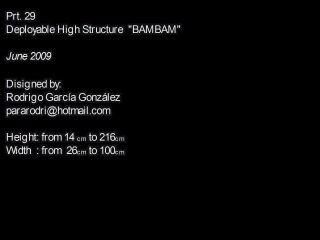 Prt. 29
Deployable High Structure "BAMBAM"
June 2009
Disigned by:
Rodrigo García González
pararodri@hotmail.com
Height: from 14 cm to 216cm
Width : from 26cm to 100cm